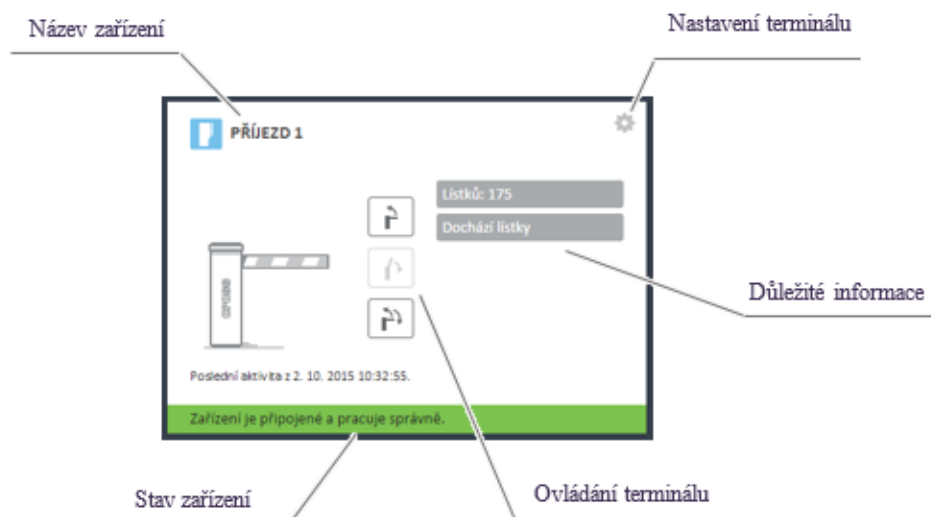 Název zařízení
Nastavení terminálu
PŘÍJEZD 1
Lístků: 175
Dochází lístky
Důležité informace
Poslední aktivita z 2. 10. 2015 10:32:55.
Zařízení je připojené a pracuje správně.
Stav zařízení
Ovládání terminálu